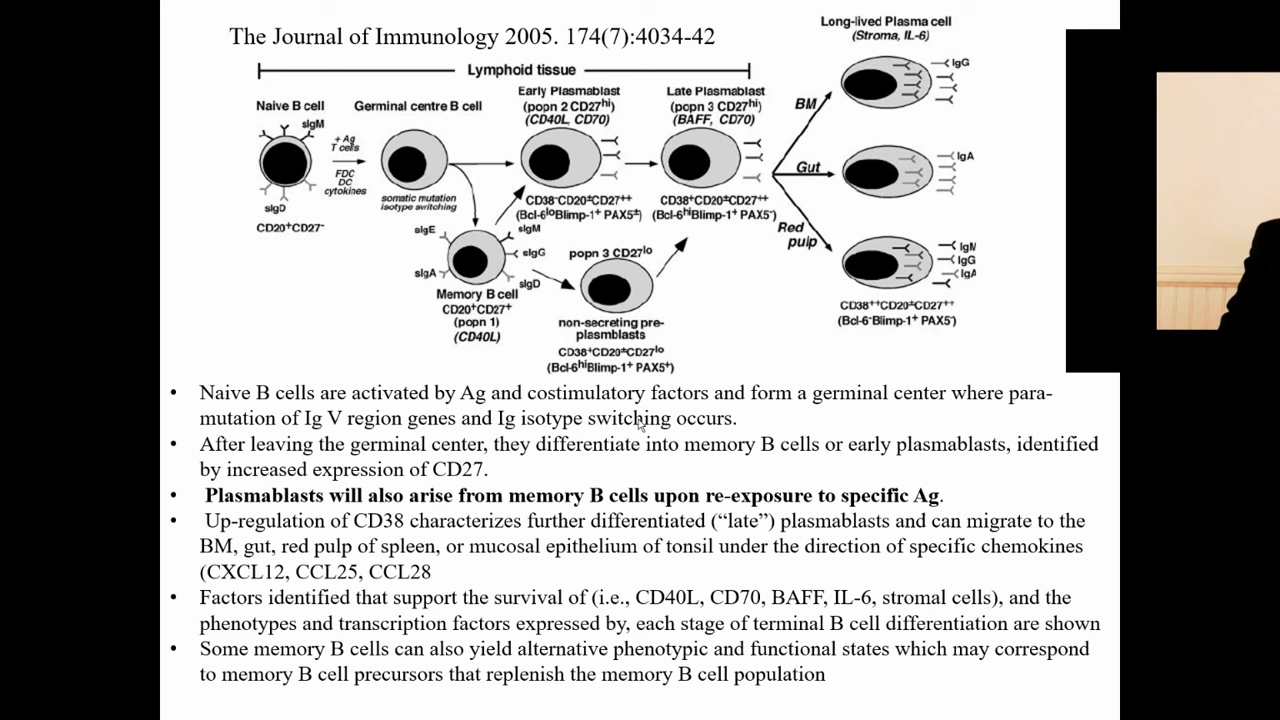 The Journal of Immunology 2005. 174(7):4034-42
Lymphoid tissue
Long-lived Plasma cell
(Stroma, IL-6)
Naive B cell
sIgM
sIgD
CD20⁺CD27⁻
+ Ag
T cells
FDC
DC
cytokines
Germinal centre B cell
somatic mutation
isotype switching
Early Plasmablast
(popn 2 CD27ʰⁱ)
(CD40L, CD70)
CD38⁻CD20±CD27⁺⁺
(Bcl-6ˡᵒBlimp-1⁺ PAX5±)
Late Plasmablast
(popn 3 CD27ʰⁱ)
(BAFF, CD70)
CD38⁺CD20±CD27⁺⁺
(Bcl-6ʰⁱBlimp-1⁺ PAX5⁻)
sIgE
sIgM
sIgG
sIgA
sIgD
Memory B cell
CD20⁺CD27⁺
(popn 1)
(CD40L)
popn 3 CD27ˡᵒ
non-secreting pre-
plasmblasts
CD38⁺CD20±CD27ˡᵒ
(Bcl-6ʰⁱBlimp-1⁺ PAX5⁺)
BM
Gut
Red
pulp
IgG
IgA
IgM
IgG
IgA
CD38⁺⁺CD20±CD27⁺⁺
(Bcl-6⁻Blimp-1⁺ PAX5⁻)
• Naive B cells are activated by Ag and costimulatory factors and form a germinal center where para-
mutation of Ig V region genes and Ig isotype switching occurs.
• After leaving the germinal center, they differentiate into memory B cells or early plasmablasts, identified
by increased expression of CD27.
• Plasmablasts will also arise from memory B cells upon re-exposure to specific Ag.
• Up-regulation of CD38 characterizes further differentiated (“late”) plasmablasts and can migrate to the
BM, gut, red pulp of spleen, or mucosal epithelium of tonsil under the direction of specific chemokines
(CXCL12, CCL25, CCL28
• Factors identified that support the survival of (i.e., CD40L, CD70, BAFF, IL-6, stromal cells), and the
phenotypes and transcription factors expressed by, each stage of terminal B cell differentiation are shown
• Some memory B cells can also yield alternative phenotypic and functional states which may correspond
to memory B cell precursors that replenish the memory B cell population